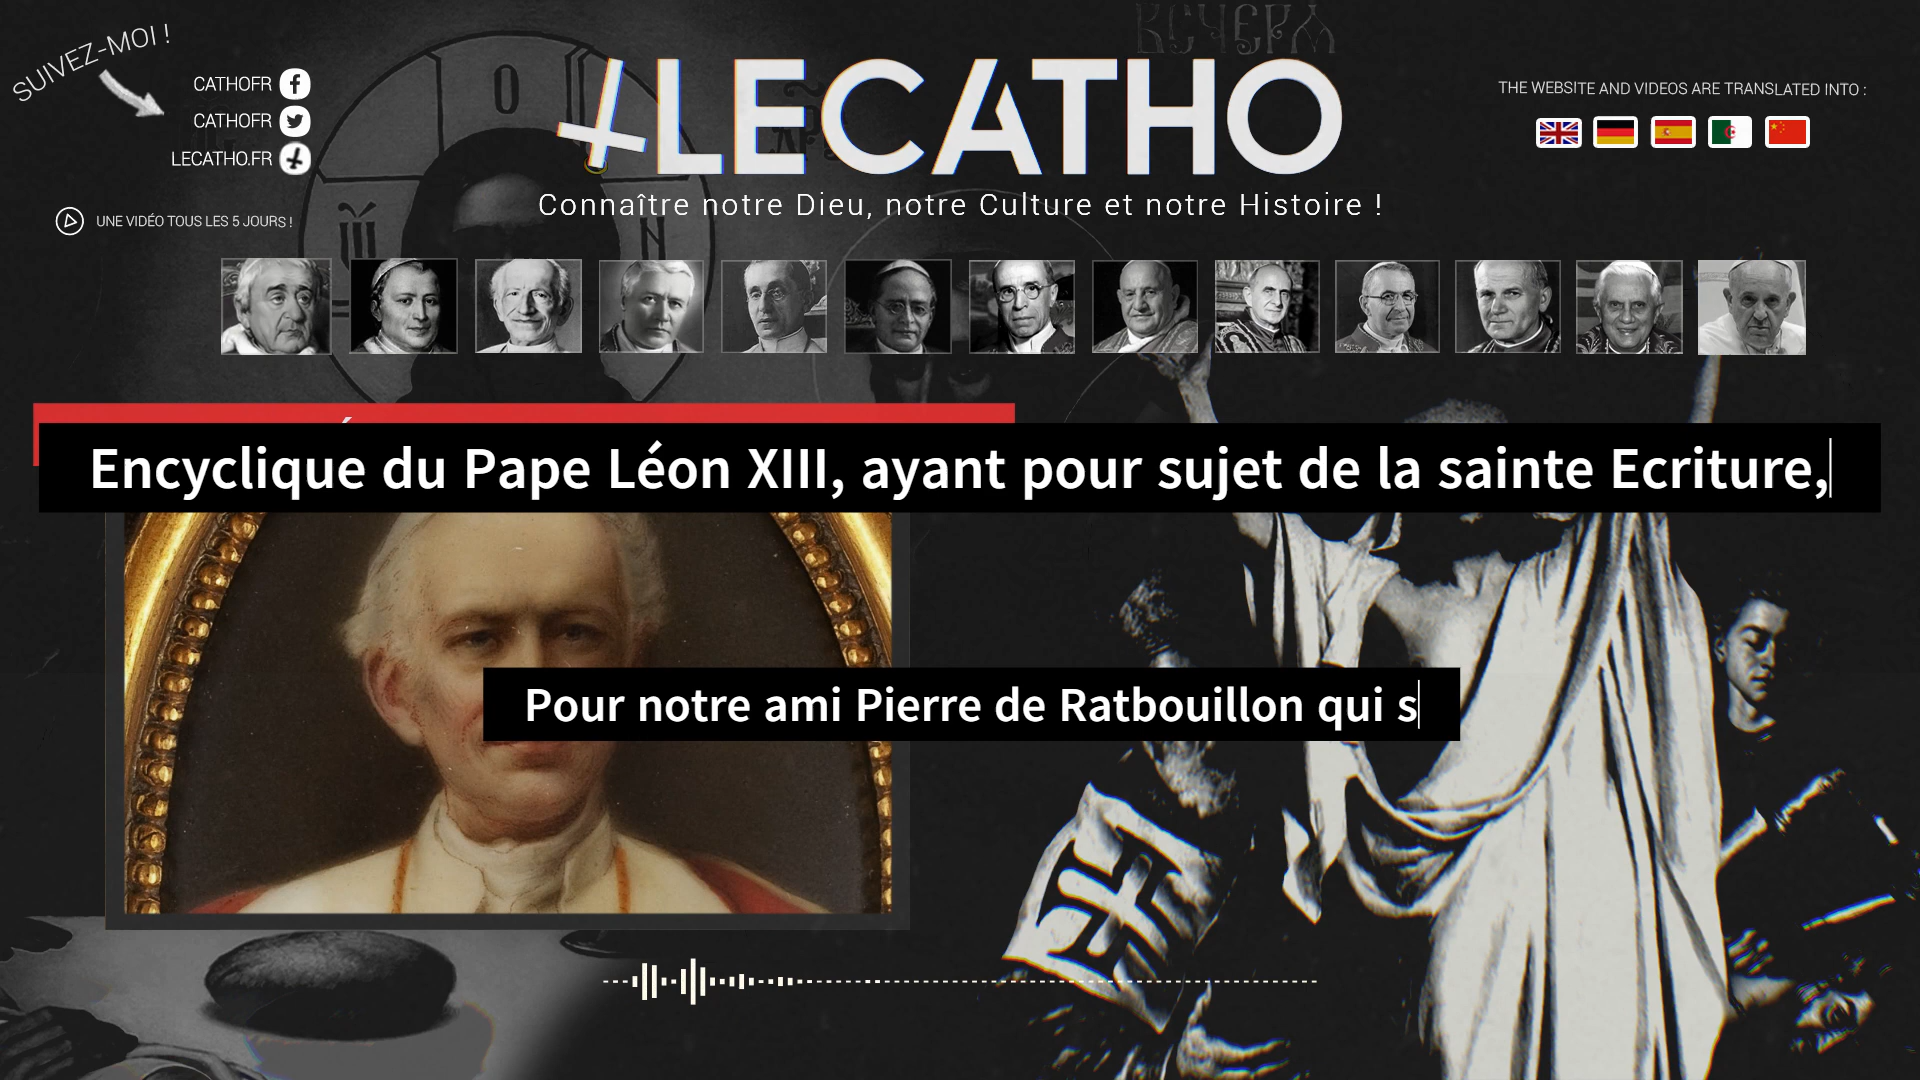 SUIVEZ-MOI !
CATHOFR
CATHOFR
LECATHO.FR
UNE VIDÉO TOUS LES 5 JOURS !
LECATHO
Connaître notre Dieu, notre Culture et notre Histoire !
THE WEBSITE AND VIDEOS ARE TRANSLATED INTO :
Encyclique du Pape Léon XIII, ayant pour sujet de la sainte Ecriture,
Pour notre ami Pierre de Ratbouillon qui s